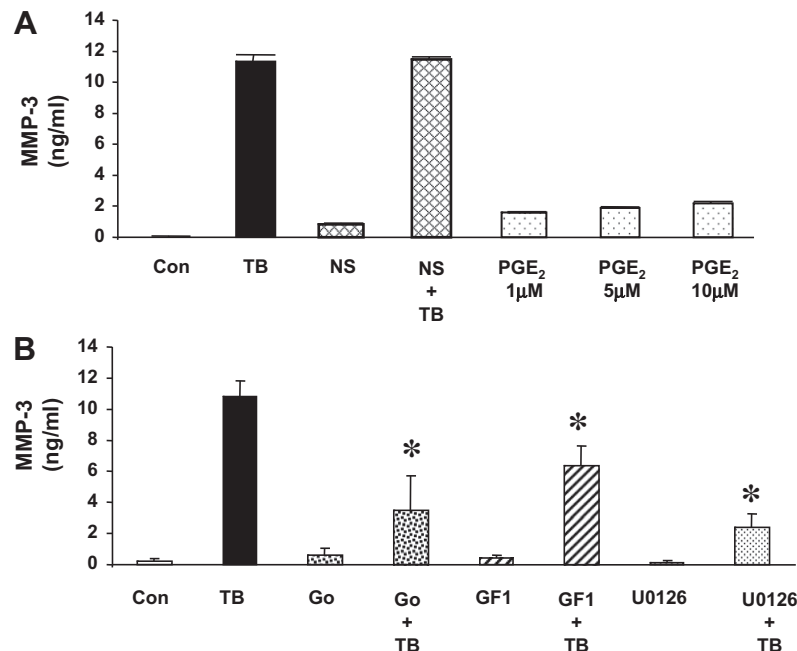 A
14
12
10
8
6
4
2
0
MMP-3
(ng/ml)
Con TB NS NS + TB PGE2 1μM PGE2 5μM PGE2 10μM
B
14
12
10
8
6
4
2
0
MMP-3
(ng/ml)
* * *
Con TB Go Go + TB GF1 GF1 + TB U0126 U0126 + TB